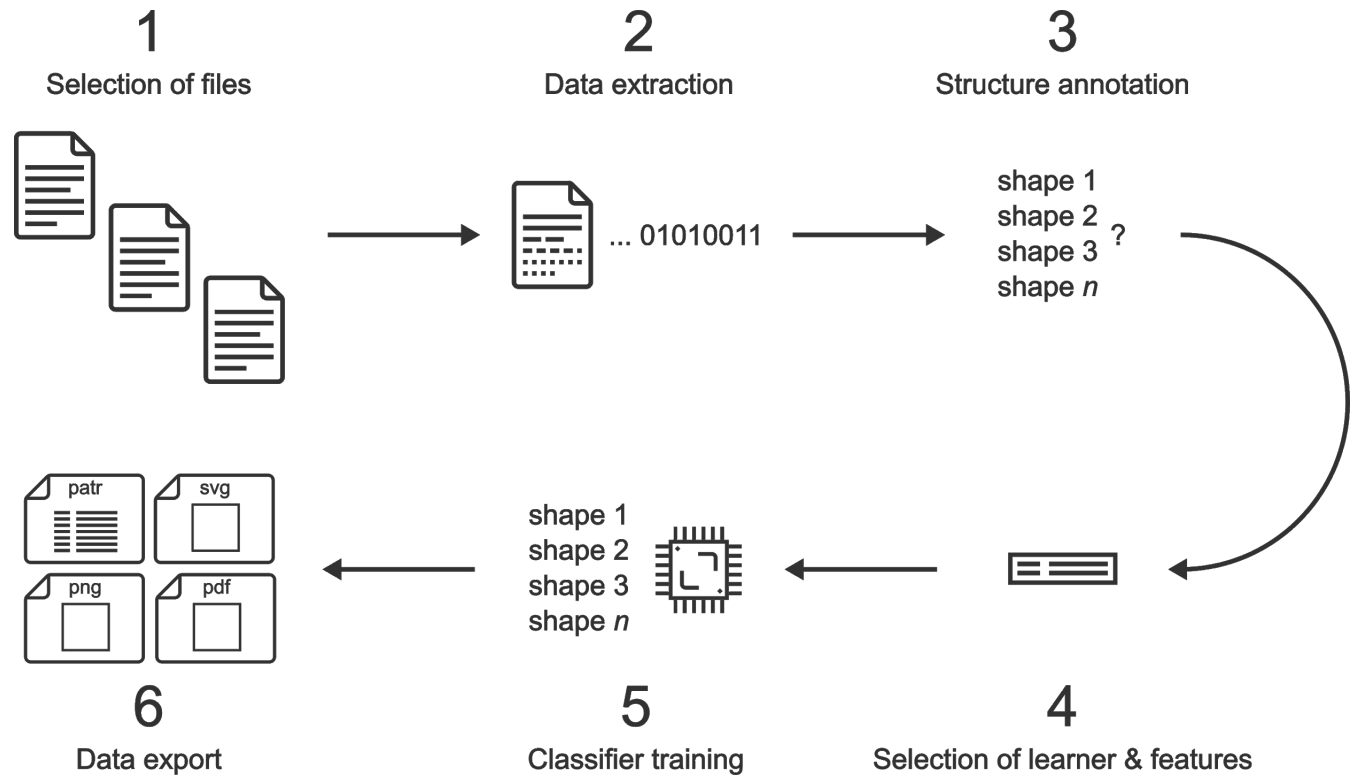 1
Selection of files
2
Data extraction
3
Structure annotation
... 01010011
shape 1
shape 2
shape 3
shape n
?
patr
svg
png
pdf
6
Data export
shape 1
shape 2
shape 3
shape n
5
Classifier training
4
Selection of learner & features